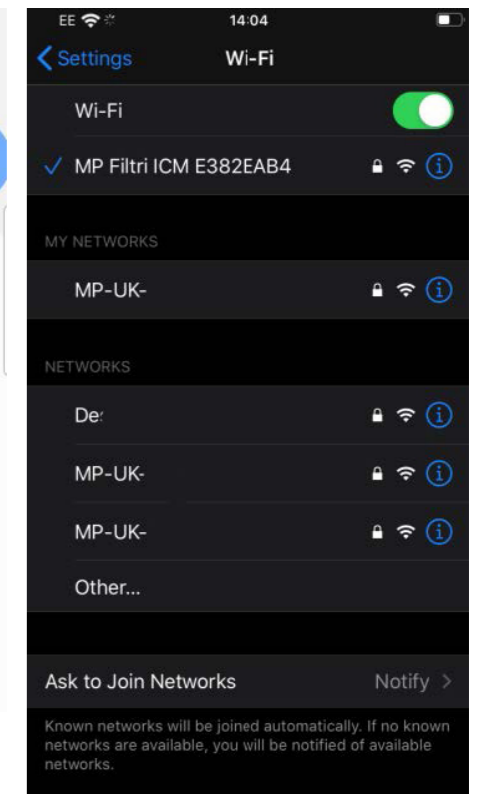 EE 14:04
Settings Wi-Fi
Wi-Fi
MP Filtri ICM E382EAB4
MY NETWORKS
MP-UK-
NETWORKS
De
MP-UK-
MP-UK-
Other...
Ask to Join Networks Notify
Known networks will be joined automatically. If no known
networks are available, you will be notified of available
networks.